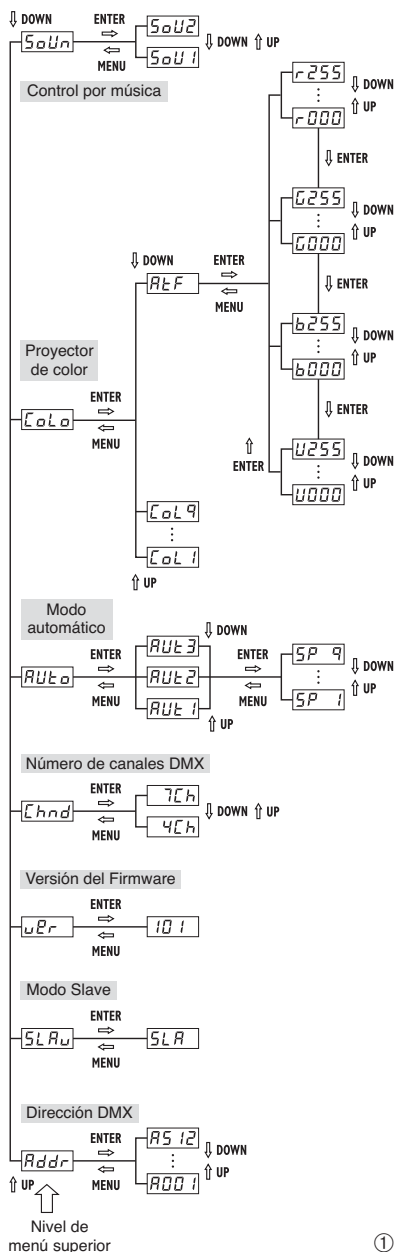 ⇩ DOWN
SoUn
ENTER
⇨
⇦
MENU
SoU2
SoU1
⇩ DOWN ⇧ UP
Control por música
r255
⋮
r000
⇩ DOWN
⇧ UP
⇩ ENTER
G255
⋮
G000
⇩ DOWN
⇧ UP
⇩ ENTER
b255
⋮
b000
⇩ DOWN
⇧ UP
⇩ ENTER
U255
⋮
U000
⇩ DOWN
⇧ UP
⇧
ENTER
⇩ DOWN
AtF
ENTER
⇨
⇦
MENU
Proyector
de color
CoLo
ENTER
⇨
⇦
MENU
CoL9
⋮
CoL1
⇧ UP
Modo
automático
AUto
ENTER
⇨
⇦
MENU
⇩ DOWN
AUt3
AUt2
AUt1
⇧ UP
ENTER
⇨
⇦
MENU
SP 9
⋮
SP 1
⇩ DOWN
⇧ UP
Número de canales DMX
Chnd
ENTER
⇨
⇦
MENU
7Ch
4Ch
⇩ DOWN ⇧ UP
Versión del Firmware
uEr
ENTER
⇨
⇦
MENU
101
Modo Slave
SLAu
ENTER
⇨
⇦
MENU
SLA
Dirección DMX
Addr
ENTER
⇨
⇦
MENU
A512
⋮
A001
⇩ DOWN
⇧ UP
⇧ UP
Nivel de
menú superior
①